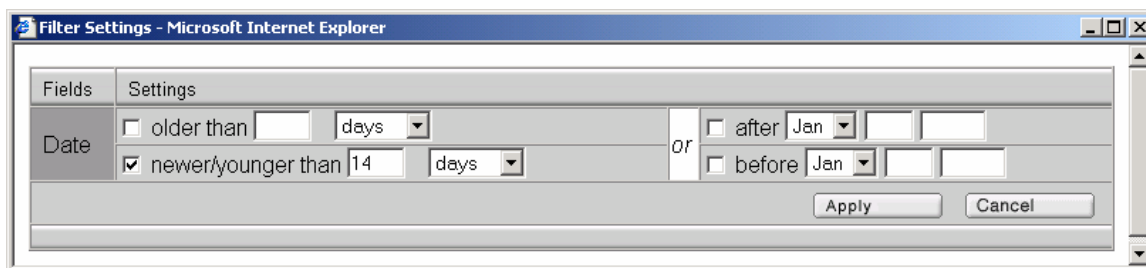 Filter Settings - Microsoft Internet Explorer
Fields Settings
Date
older than days
newer/younger than 14 days
or
after Jan
before Jan
Apply Cancel